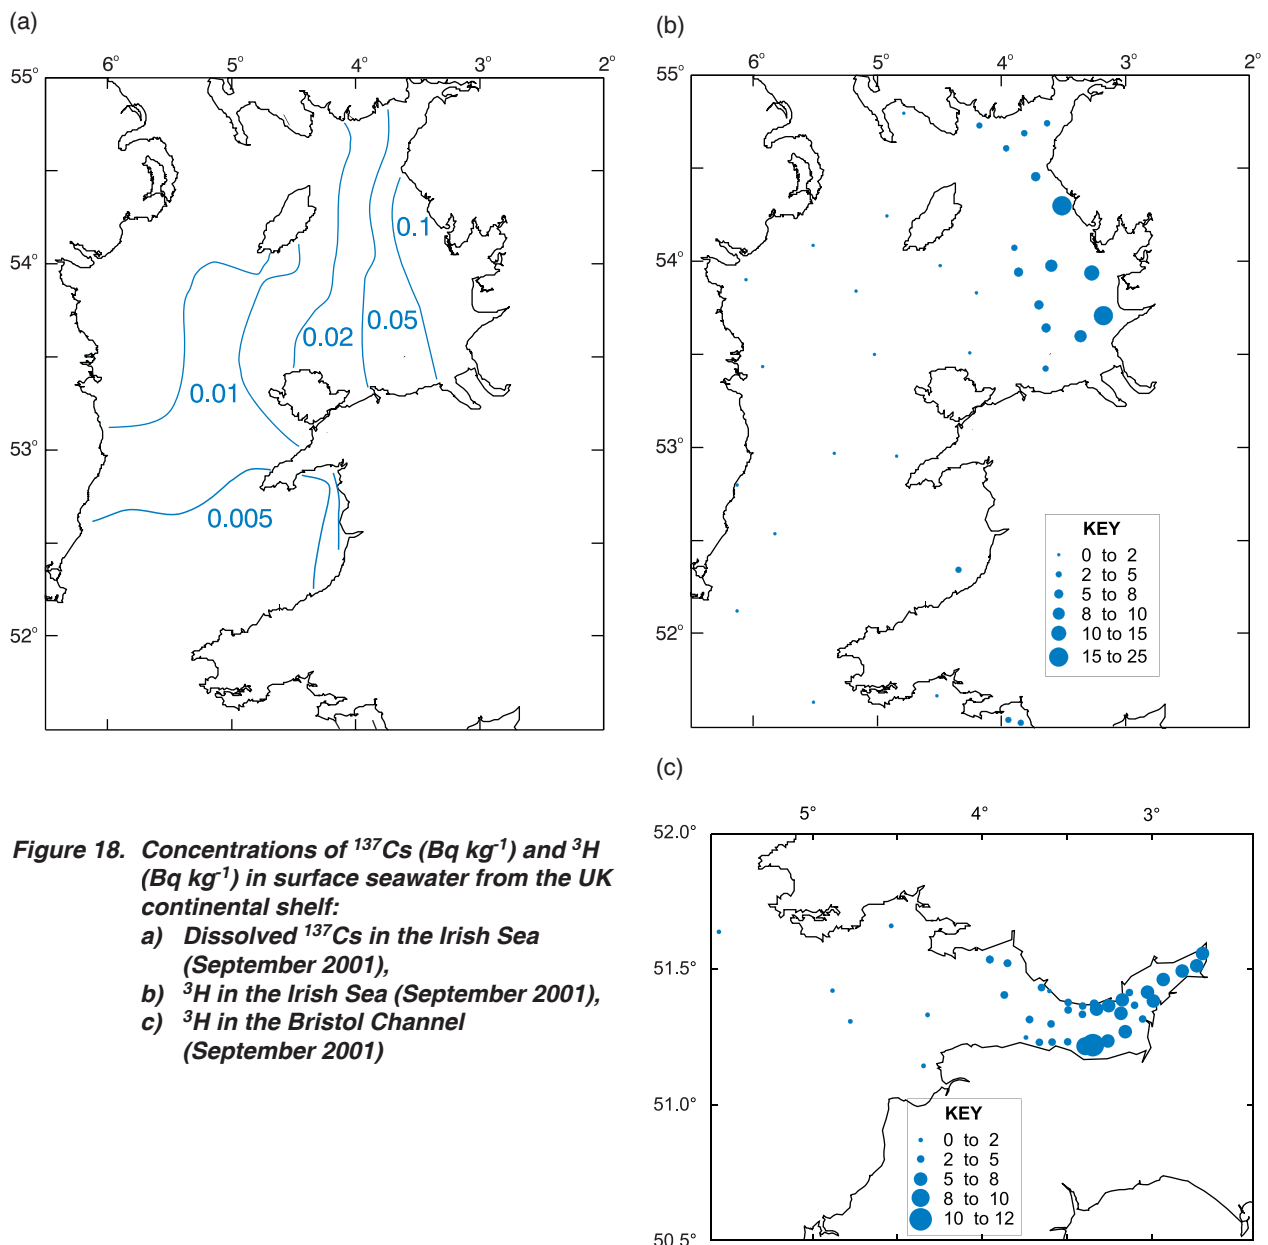 (a)
6° 5° 4° 3° 2°
55°
54°
53°
52°
0.1
0.05
0.02
0.01
0.005
(b)
6° 5° 4° 3° 2°
55°
54°
53°
52°
KEY
0 to 2
2 to 5
5 to 8
8 to 10
10 to 15
15 to 25
Figure 18. Concentrations of ¹³⁷Cs (Bq kg⁻¹) and ³H
(Bq kg⁻¹) in surface seawater from the UK
continental shelf:
a) Dissolved ¹³⁷Cs in the Irish Sea
(September 2001),
b) ³H in the Irish Sea (September 2001),
c) ³H in the Bristol Channel
(September 2001)
(c)
5° 4° 3°
52.0°
51.5°
51.0°
50.5°
KEY
0 to 2
2 to 5
5 to 8
8 to 10
10 to 12